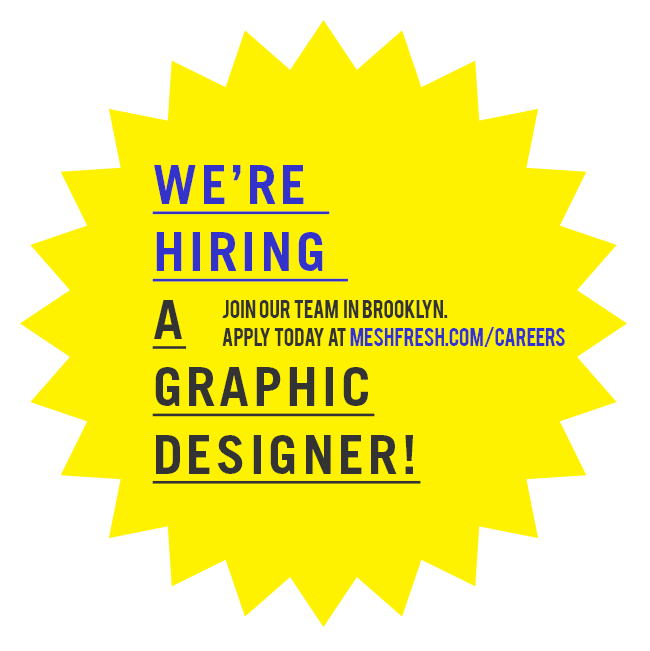 WE'RE
HIRING
A
JOIN OUR TEAM IN BROOKLYN.
APPLY TODAY AT MESHFRESH.COM/CAREERS
GRAPHIC
DESIGNER!